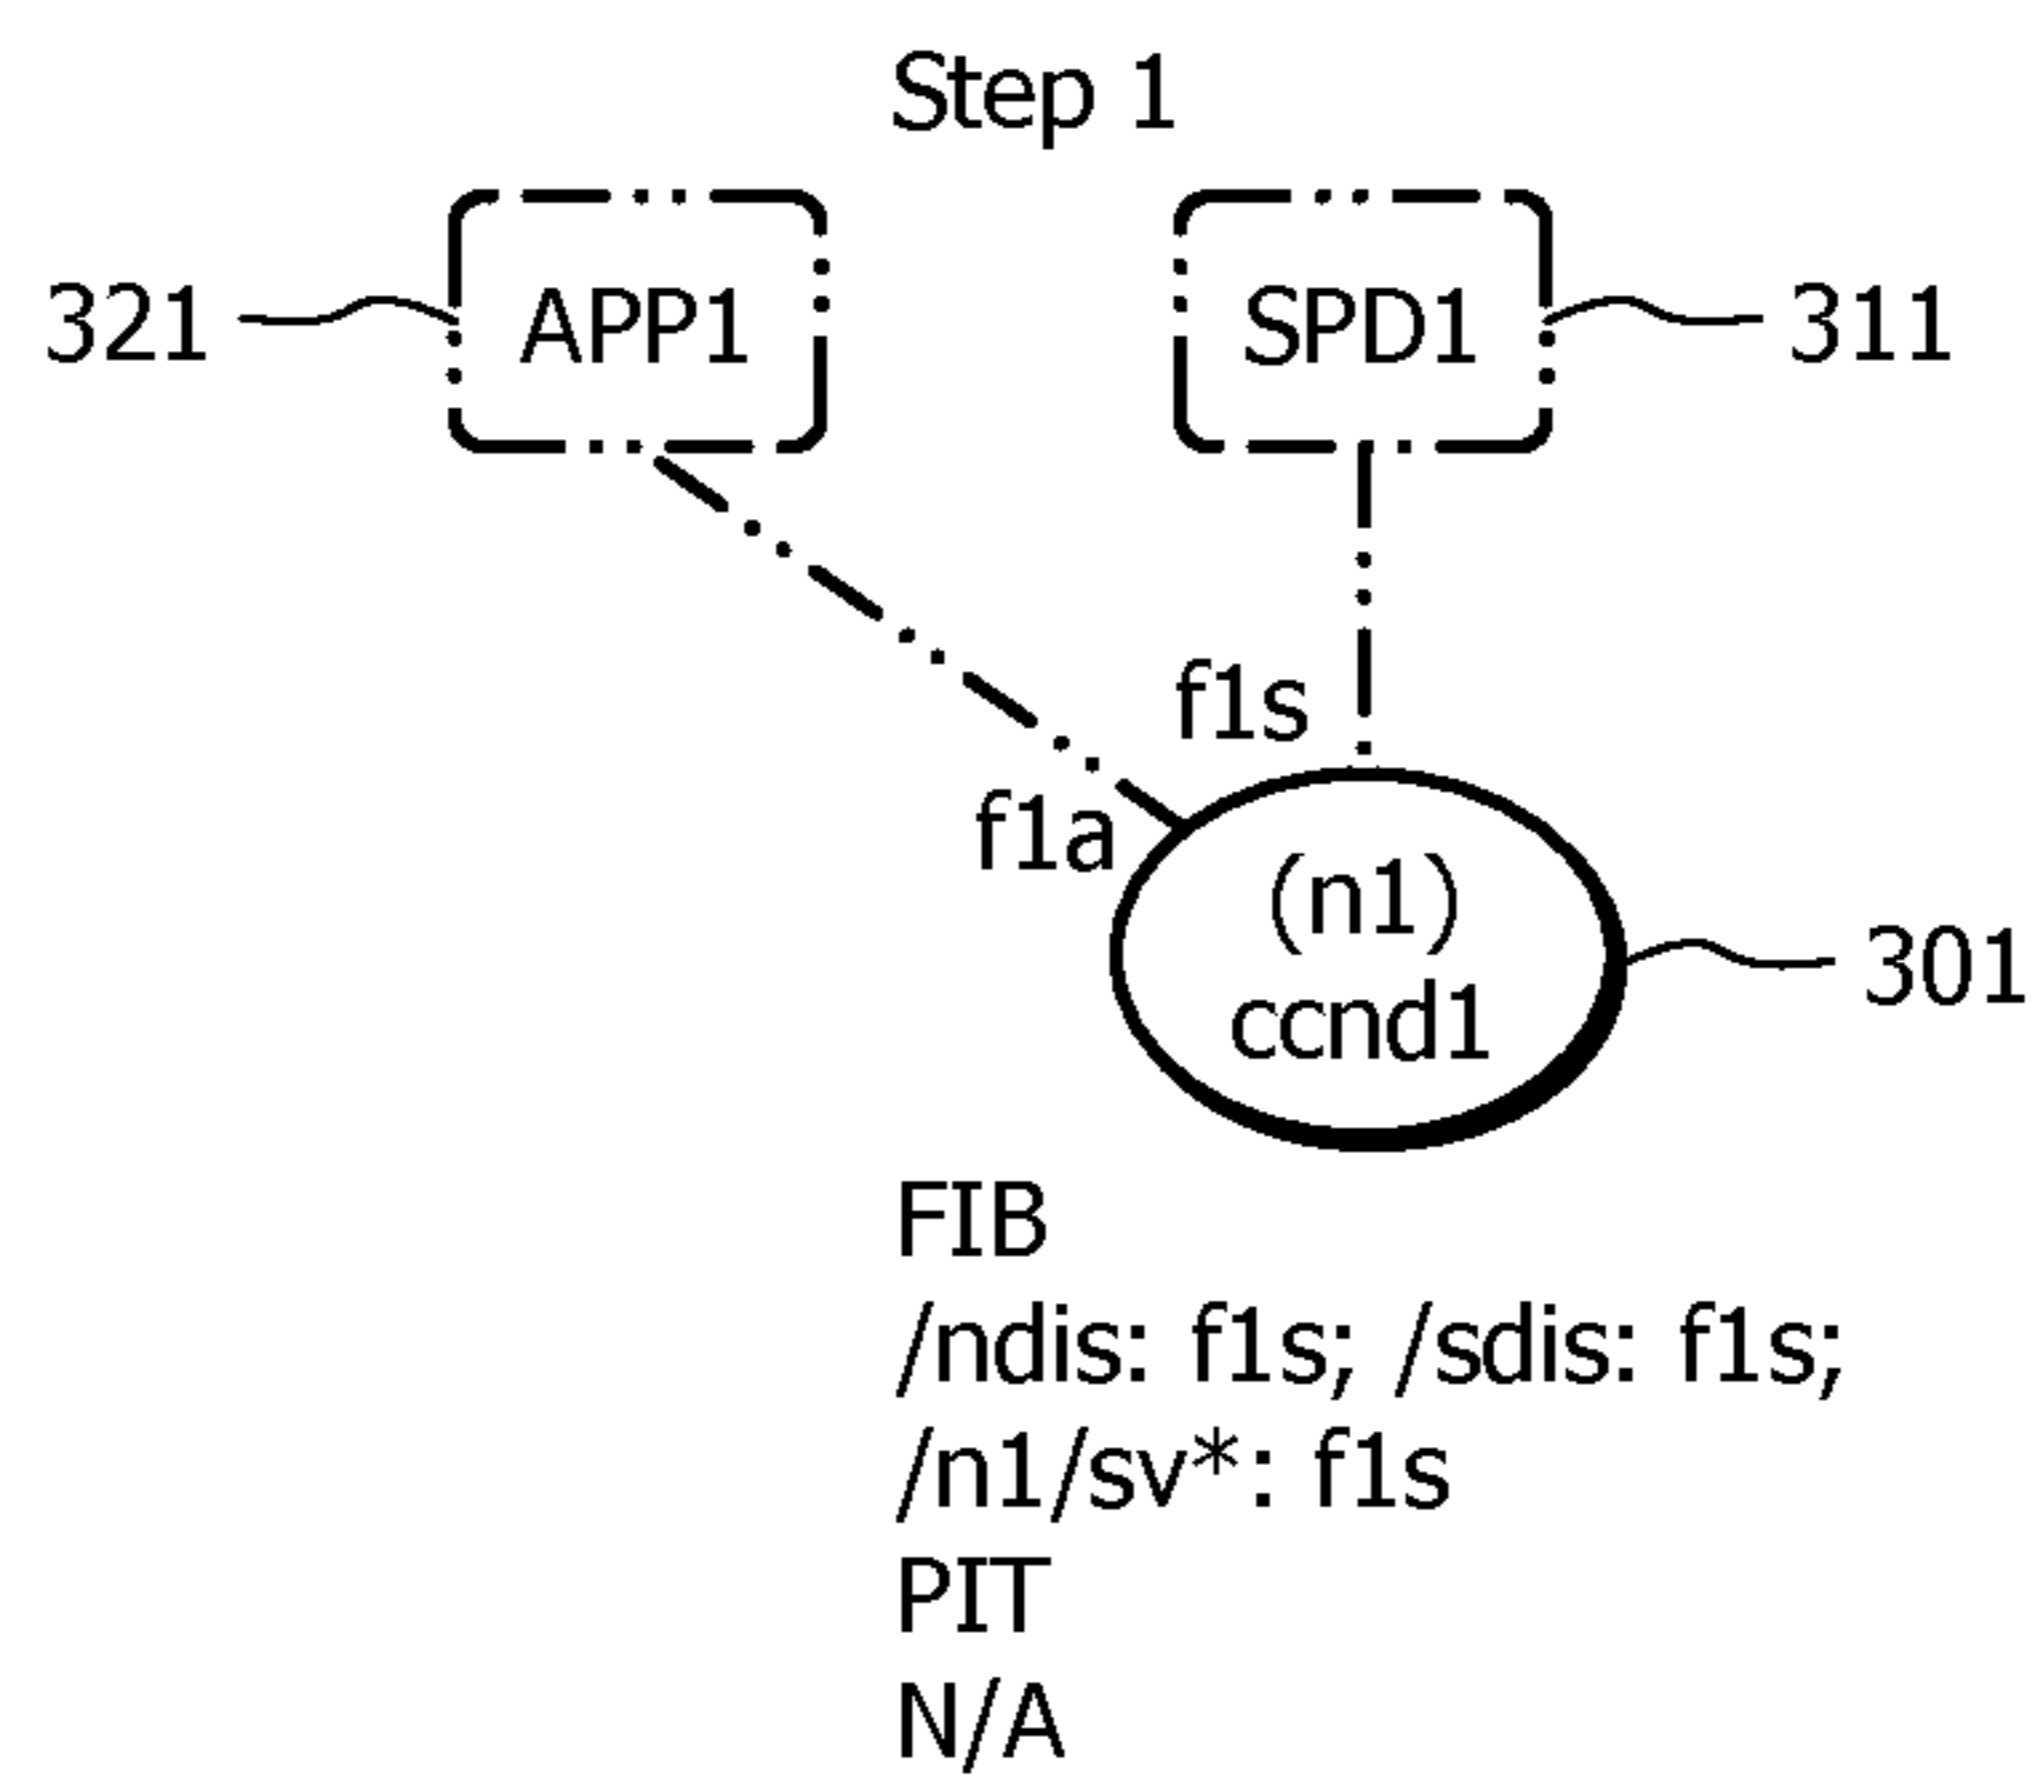 Step 1
321 APP1 SPD1 311
f1s
f1a
(n1)
ccnd1
301
FIB
/ndis: f1s; /sdis: f1s;
/n1/sv*: f1s
PIT
N/A